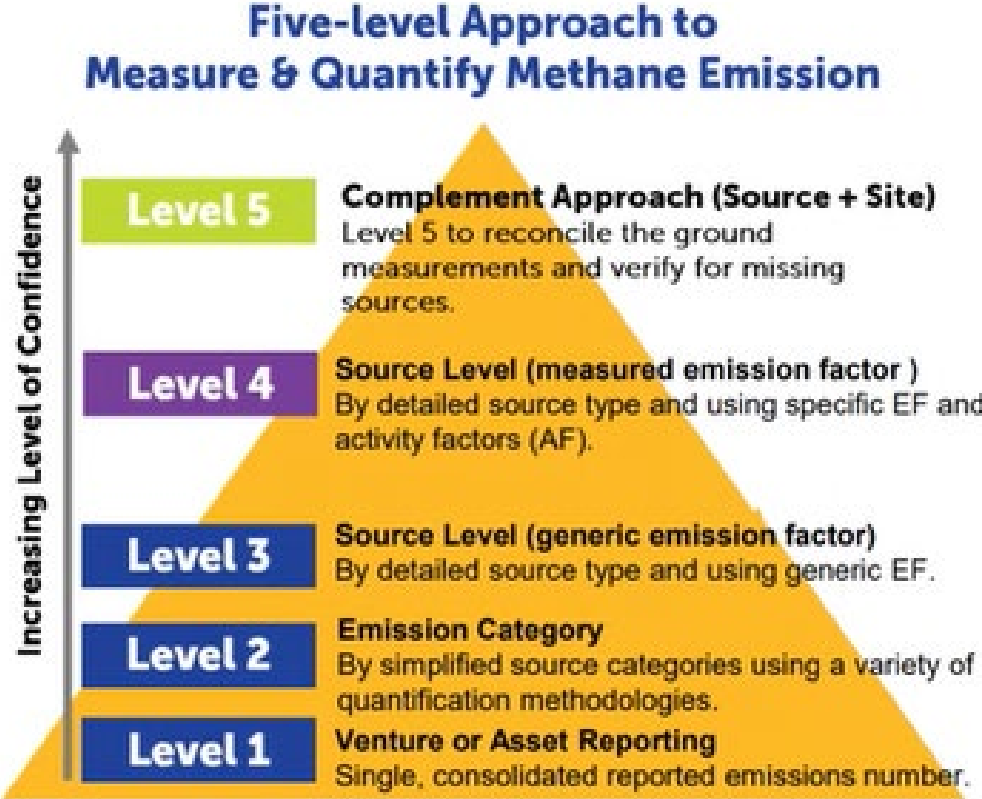 Five-level Approach to
Measure & Quantify Methane Emission
Increasing Level of Confidence
Level 5
Complement Approach (Source + Site)
Level 5 to reconcile the ground
measurements and verify for missing
sources.
Level 4
Source Level (measured emission factor )
By detailed source type and using specific EF and
activity factors (AF).
Level 3
Source Level (generic emission factor)
By detailed source type and using generic EF.
Level 2
Emission Category
By simplified source categories using a variety of
quantification methodologies.
Level 1
Venture or Asset Reporting
Single, consolidated reported emissions number.